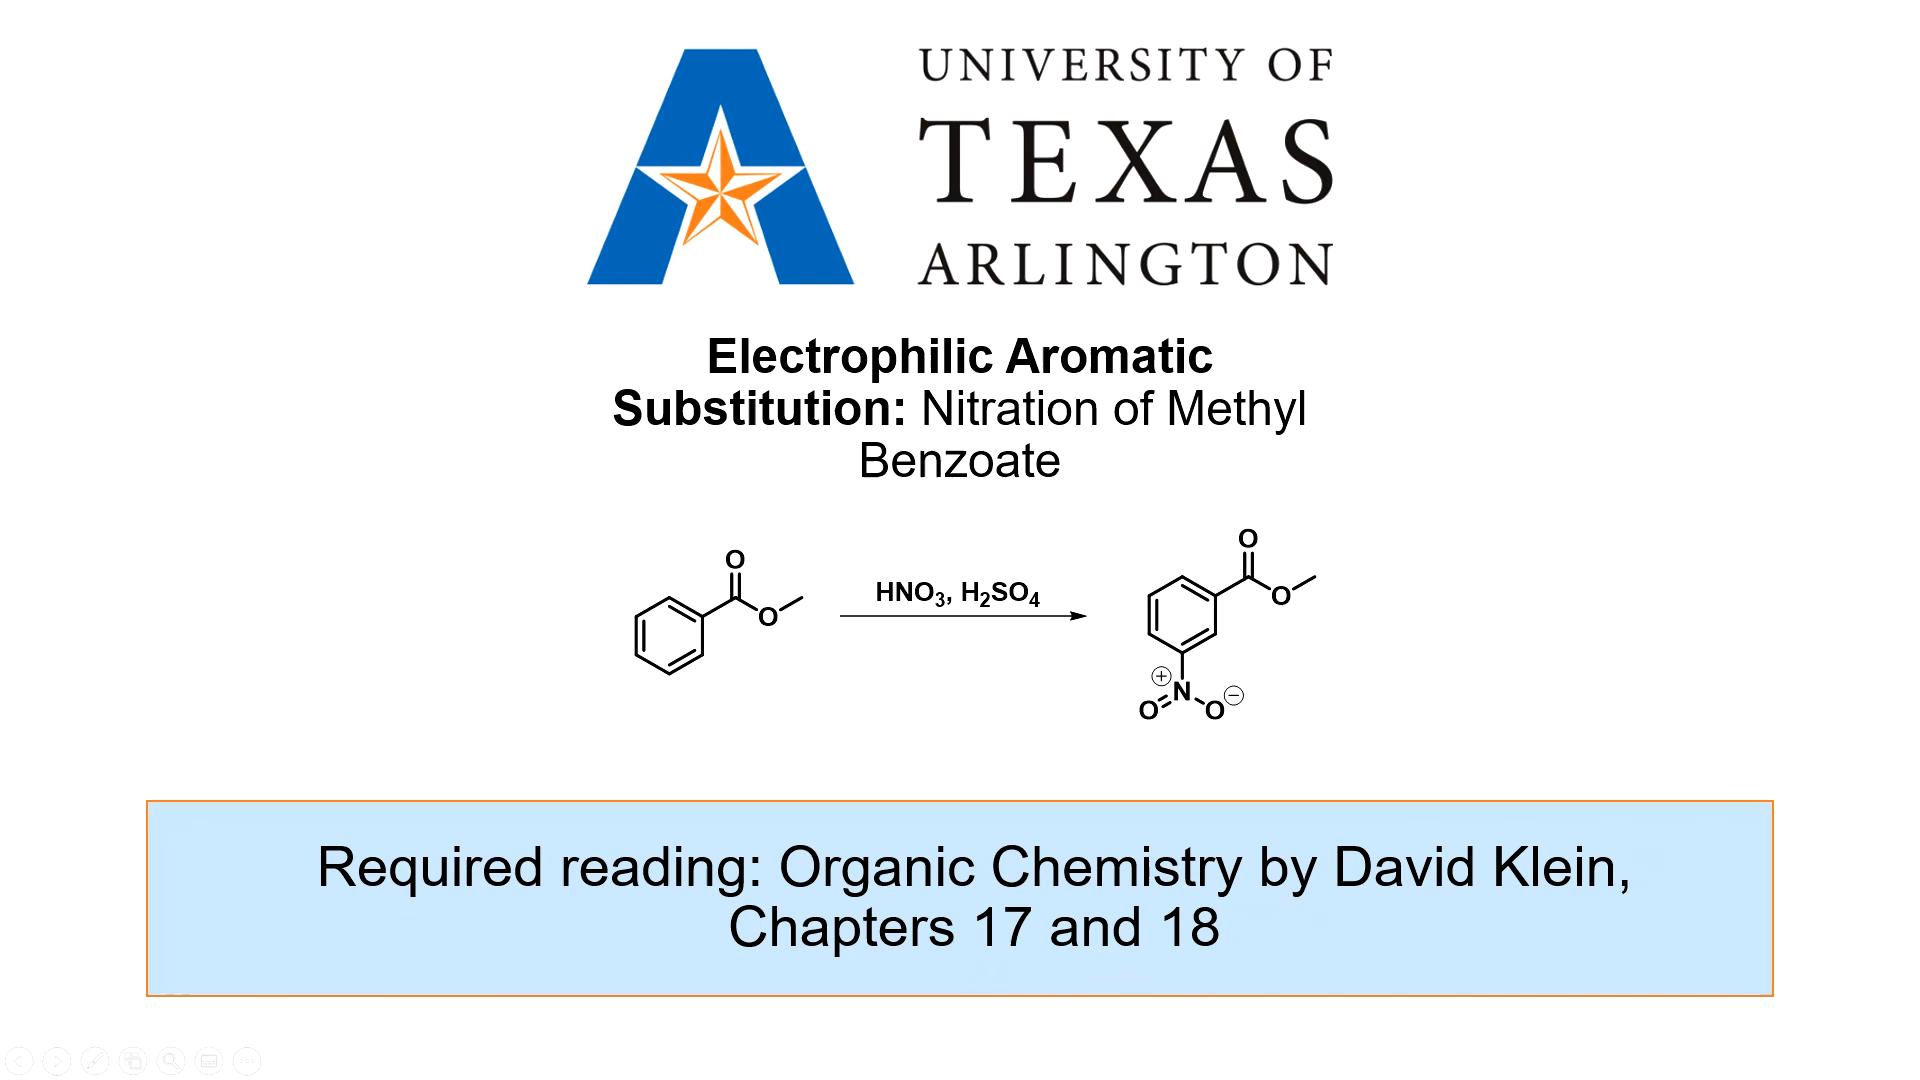 UNIVERSITY OF
TEXAS
ARLINGTON
Electrophilic Aromatic
Substitution: Nitration of Methyl
Benzoate
O
O
HNO3, H2SO4
O
O
+
N
O
O
−
Required reading: Organic Chemistry by David Klein,
Chapters 17 and 18